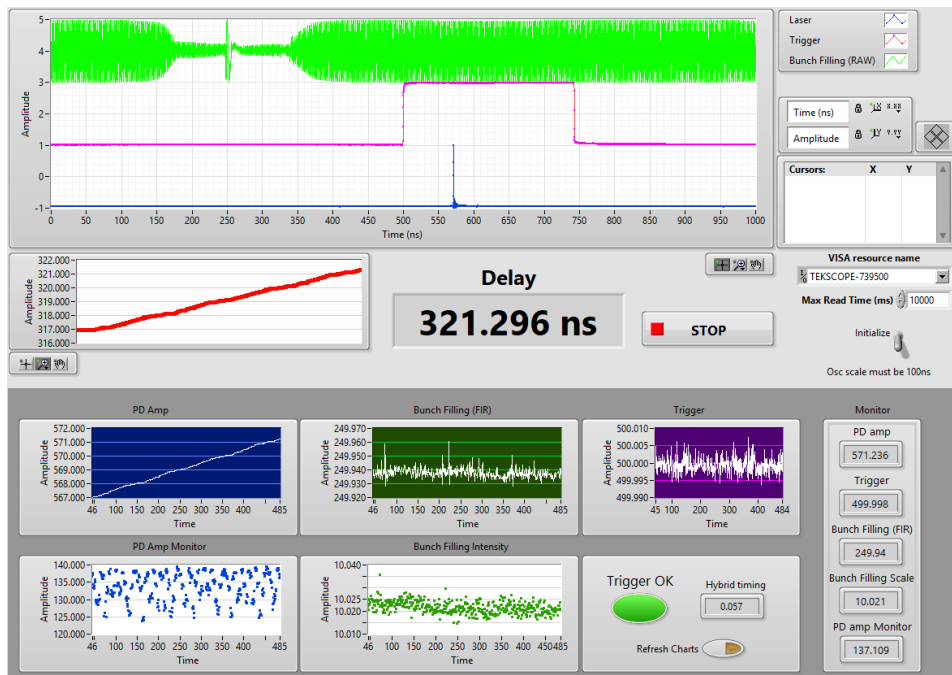 5-
4-
3-
2-
1-
0-
-1-
Amplitude
0 50 100 150 200 250 300 350 400 450 500 550 600 650 700 750 800 850 900 950 1000
Time (ns)
Laser
Trigger
Bunch Filling (RAW)
Time (ns)
Amplitude
Cursors: X Y
322.000-
321.000-
320.000-
319.000-
318.000-
317.000-
316.000-
Amplitude
Delay
321.296 ns
STOP
VISA resource name
TEKSCOPE-739500
Max Read Time (ms) 10000
Initialize
Osc scale must be 100ns
PD Amp
572.000-
571.000-
570.000-
569.000-
568.000-
567.000-
Amplitude
46 100 200 300 400 485
Time
Bunch Filling (FIR)
249.970-
249.960-
249.950-
249.940-
249.930-
249.920-
Amplitude
46 100 200 300 400 485
Time
Trigger
500.010-
500.005-
500.000-
499.995-
499.990-
Amplitude
45 100 200 300 400 484
Time
Monitor
PD amp
571.236
Trigger
499.998
Bunch Filling (FIR)
249.94
Bunch Filling Scale
10.021
PD amp Monitor
137.109
PD Amp Monitor
140.000-
135.000-
130.000-
125.000-
120.000-
Amplitude
46 100 150 200 250 300 350 400 485
Time
Bunch Filling Intensity
10.040-
10.025-
10.020-
10.010-
Amplitude
46 100 150 200 250 300 350 400 450 485
Time
Trigger OK
Hybrid timing
0.057
Refresh Charts